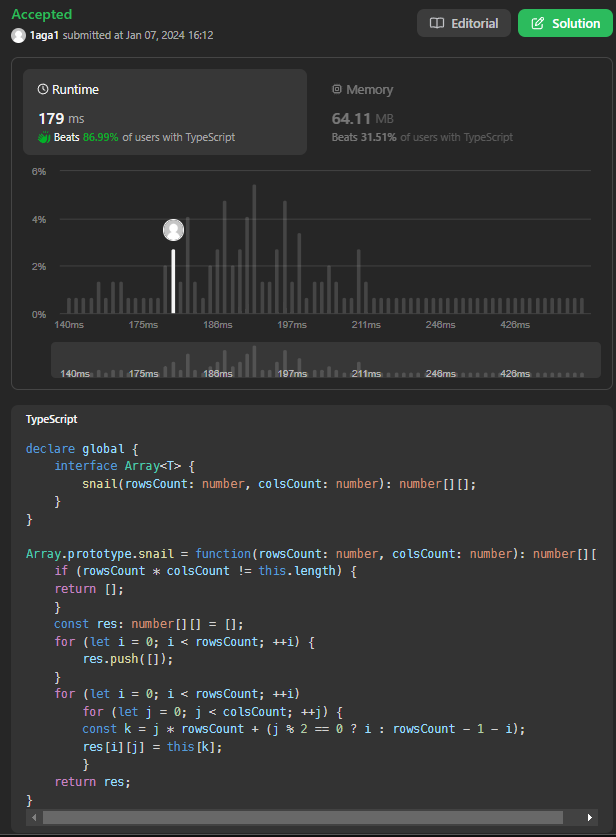 Accepted
1aga1 submitted at Jan 07, 2024 16:12
Editorial
Solution
Runtime
179 ms
Beats 86.99% of users with TypeScript
Memory
64.11 MB
Beats 31.51% of users with TypeScript
6%
4%
2%
0%
140ms 175ms 186ms 197ms 211ms 246ms 426ms
140ms 175ms 186ms 197ms 211ms 246ms 426ms
TypeScript
declare global {
    interface Array<T> {
        snail(rowsCount: number, colsCount: number): number[][];
    }
}
Array.prototype.snail = function(rowsCount: number, colsCount: number): number[][
    if (rowsCount * colsCount != this.length) {
    return [];
    }
    const res: number[][] = [];
    for (let i = 0; i < rowsCount; ++i) {
        res.push([]);
    }
    for (let i = 0; i < rowsCount; ++i)
        for (let j = 0; j < colsCount; ++j) {
        const k = j * rowsCount + (j % 2 == 0 ? i : rowsCount - 1 - i);
        res[i][j] = this[k];
        }
    return res;
}